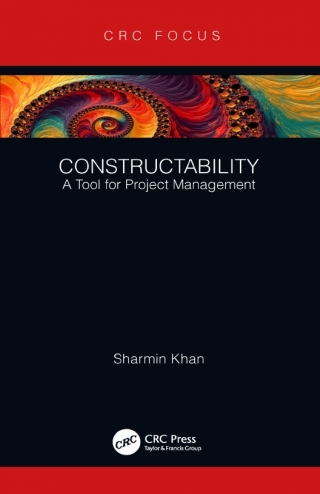 CRC FOCUS
CONSTRUCTABILITY
A Tool for Project Management
Sharmin Khan
CRC
CRC Press
Taylor & Francis Group